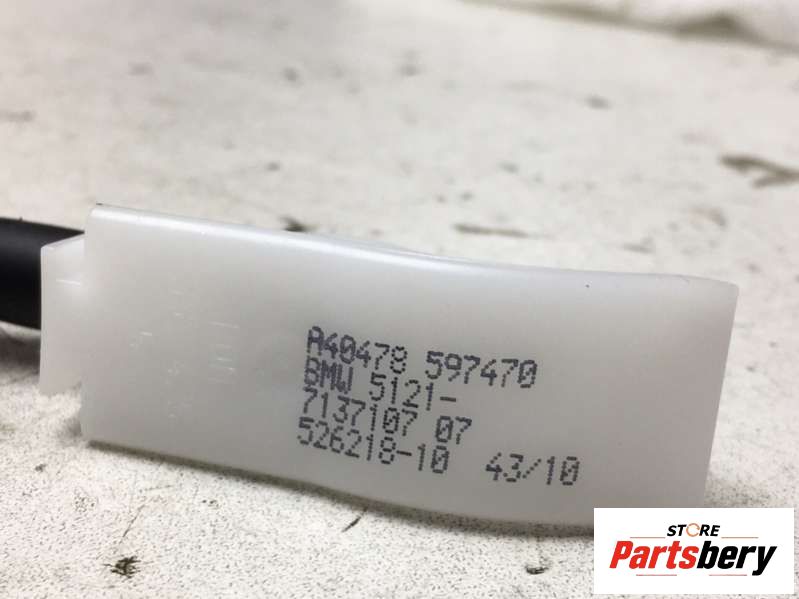 A40478 597470
BMW 5121-
7137107 07
526218-10 43/10
STORE
Partsbery